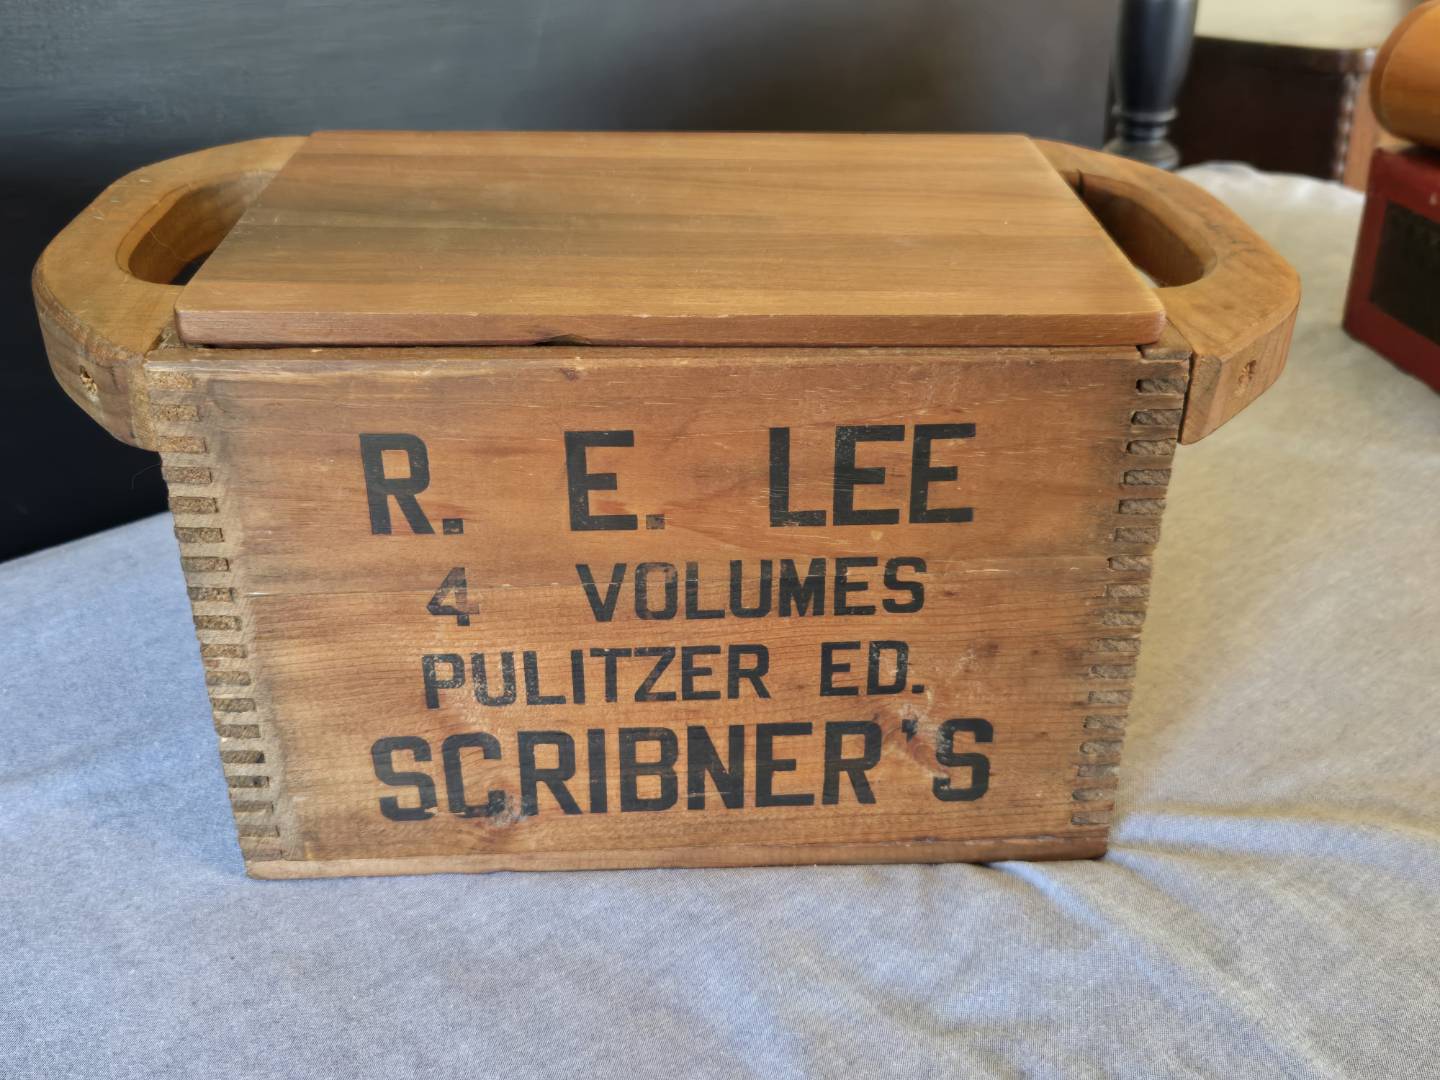 R. E. LEE
4 VOLUMES
PULITZER ED.
SCRIBNER'S